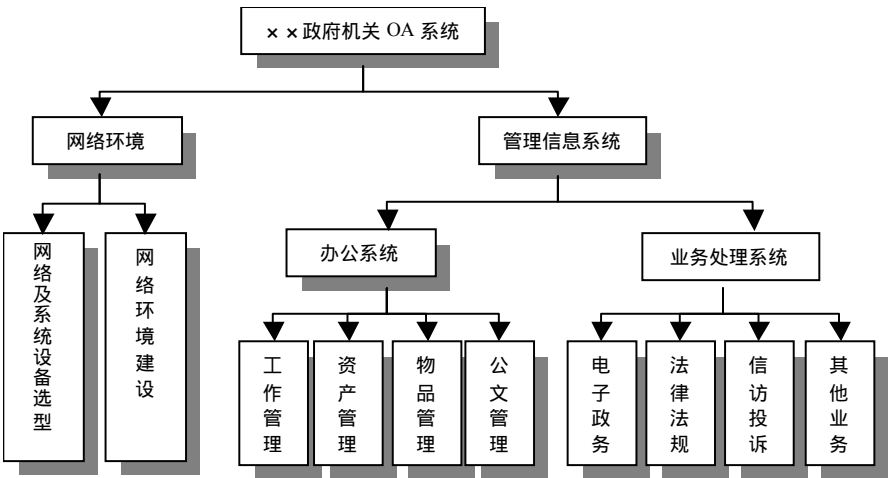 ××政府机关 OA 系统
网络环境
管理信息系统
办公系统
业务处理系统
网络及系统设备选型
网络环境建设
工作管理
资产管理
物品管理
公文管理
电子政务
法律法规
信访投诉
其他业务